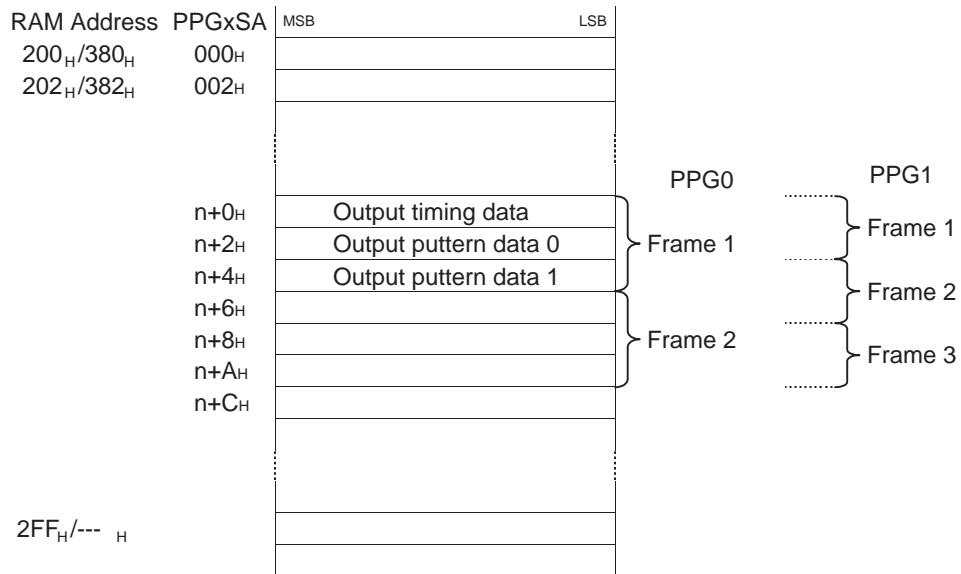 RAM Address PPGxSA MSB LSB
200H/380H 000H
202H/382H 002H
PPG0 PPG1
n+0H Output timing data
Frame 1
n+2H Output puttern data 0 Frame 1
n+4H Output puttern data 1
Frame 2
n+6H
n+8H Frame 2
Frame 3
n+AH
n+CH
2FFH/--- H